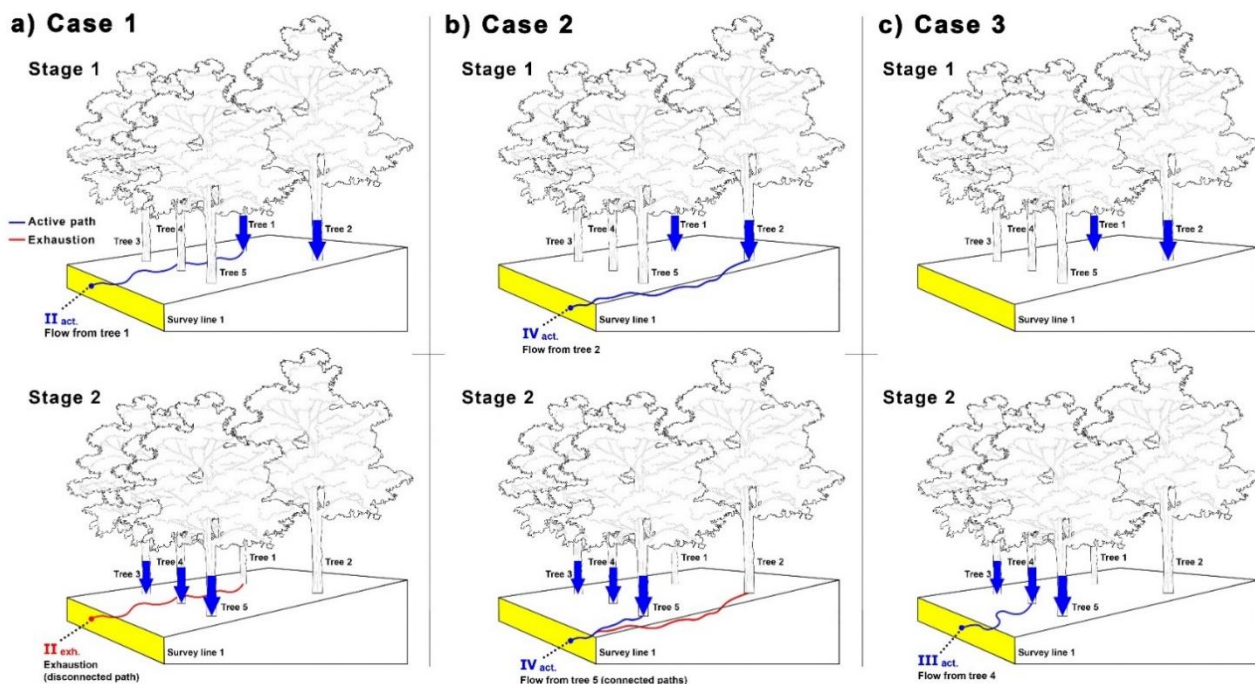 a) Case 1
Stage 1
Active path
Exhaustion
Tree 3
Tree 4
Tree 1
Tree 2
Tree 5
II act.
Flow from tree 1
Survey line 1
Stage 2
Tree 3
Tree 4
Tree 1
Tree 2
Tree 5
II exh.
Exhaustion
(disconnected path)
Survey line 1
b) Case 2
Stage 1
Tree 3
Tree 4
Tree 1
Tree 2
Tree 5
IV act.
Flow from tree 2
Survey line 1
Stage 2
Tree 3
Tree 4
Tree 1
Tree 2
Tree 5
IV act.
Flow from tree 5 (connected paths)
Survey line 1
c) Case 3
Stage 1
Tree 3
Tree 4
Tree 1
Tree 2
Tree 5
Survey line 1
Stage 2
Tree 3
Tree 4
Tree 1
Tree 2
Tree 5
III act.
Flow from tree 4
Survey line 1